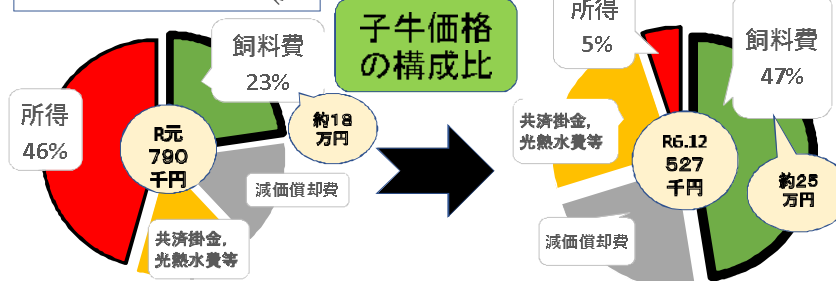 子牛価格
の構成比
飼料費
23%
所得
46%
R元
790
千円
約18
万円
減価償却費
共済掛金,
光熱水費等
所得
5%
飼料費
47%
共済掛金,
光熱水費等
R6.12
527
千円
約25
万円
減価償却費